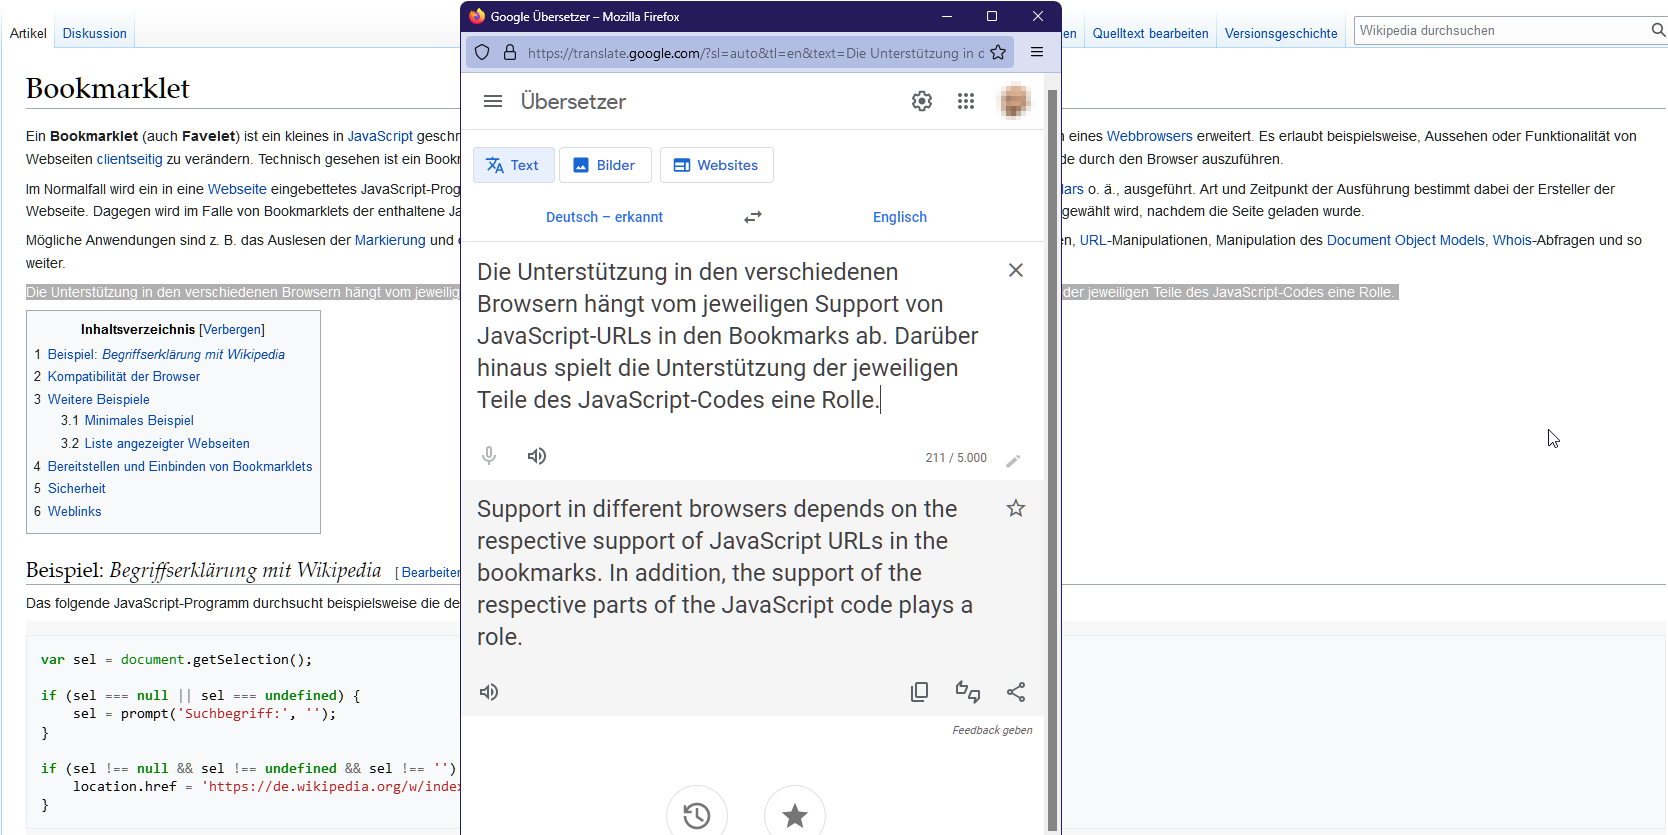 Artikel
Diskussion
en
Quelltext bearbeiten
Versionsgeschichte
Wikipedia durchsuchen
Bookmarklet
Ein Bookmarklet (auch Favelet) ist ein kleines in JavaScript geschr
n eines Webbrowsers erweitert. Es erlaubt beispielsweise, Aussehen oder Funktionalität von
Webseiten clientseitig zu verändern. Technisch gesehen ist ein Bookm
de durch den Browser auszuführen.
Im Normalfall wird ein in eine Webseite eingebettetes JavaScript-Prog
lars o. ä., ausgeführt. Art und Zeitpunkt der Ausführung bestimmt dabei der Ersteller der
Webseite. Dagegen wird im Falle von Bookmarklets der enthaltene Ja
gewählt wird, nachdem die Seite geladen wurde.
Mögliche Anwendungen sind z. B. das Auslesen der Markierung und
n, URL-Manipulationen, Manipulation des Document Object Models, Whois-Abfragen und so
weiter.
Die Unterstützung in den verschiedenen Browsern hängt vom jeweilig
der jeweiligen Teile des JavaScript-Codes eine Rolle.
Inhaltsverzeichnis [Verbergen]
1 Beispiel: Begriffserklärung mit Wikipedia
2 Kompatibilität der Browser
3 Weitere Beispiele
3.1 Minimales Beispiel
3.2 Liste angezeigter Webseiten
4 Bereitstellen und Einbinden von Bookmarklets
5 Sicherheit
6 Weblinks
Beispiel: Begriffserklärung mit Wikipedia [ Bearbeiten
Das folgende JavaScript-Programm durchsucht beispielsweise die de
var sel = document.getSelection();
if (sel === null || sel === undefined) {
sel = prompt('Suchbegriff:', '');
}
if (sel !== null && sel !== undefined && sel !== '')
location.href = 'https://de.wikipedia.org/w/index
}
Google Übersetzer – Mozilla Firefox
https://translate.google.com/?sl=auto&tl=en&text=Die Unterstützung in d
Übersetzer
Text
Bilder
Websites
Deutsch – erkannt
Englisch
Die Unterstützung in den verschiedenen
Browsern hängt vom jeweiligen Support von
JavaScript-URLs in den Bookmarks ab. Darüber
hinaus spielt die Unterstützung der jeweiligen
Teile des JavaScript-Codes eine Rolle.
211 / 5.000
Support in different browsers depends on the
respective support of JavaScript URLs in the
bookmarks. In addition, the support of the
respective parts of the JavaScript code plays a
role.
Feedback geben